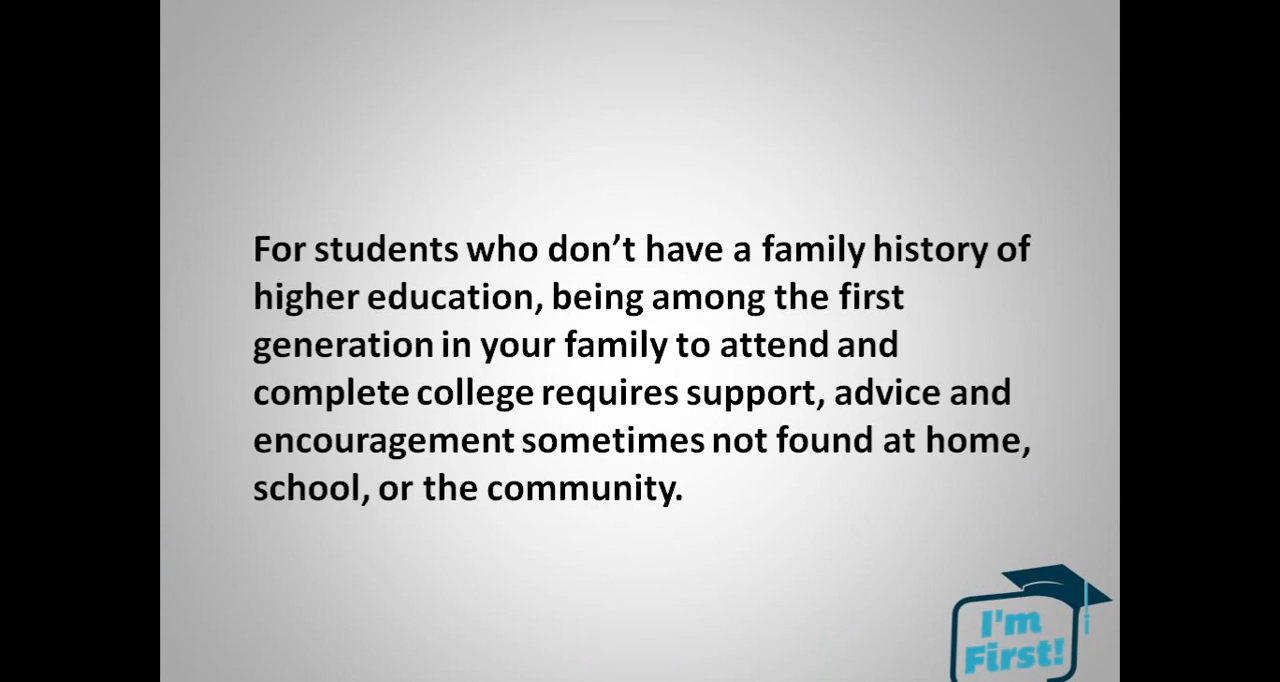 For students who don’t have a family history of
higher education, being among the first
generation in your family to attend and
complete college requires support, advice and
encouragement sometimes not found at home,
school, or the community.
I'm
First!